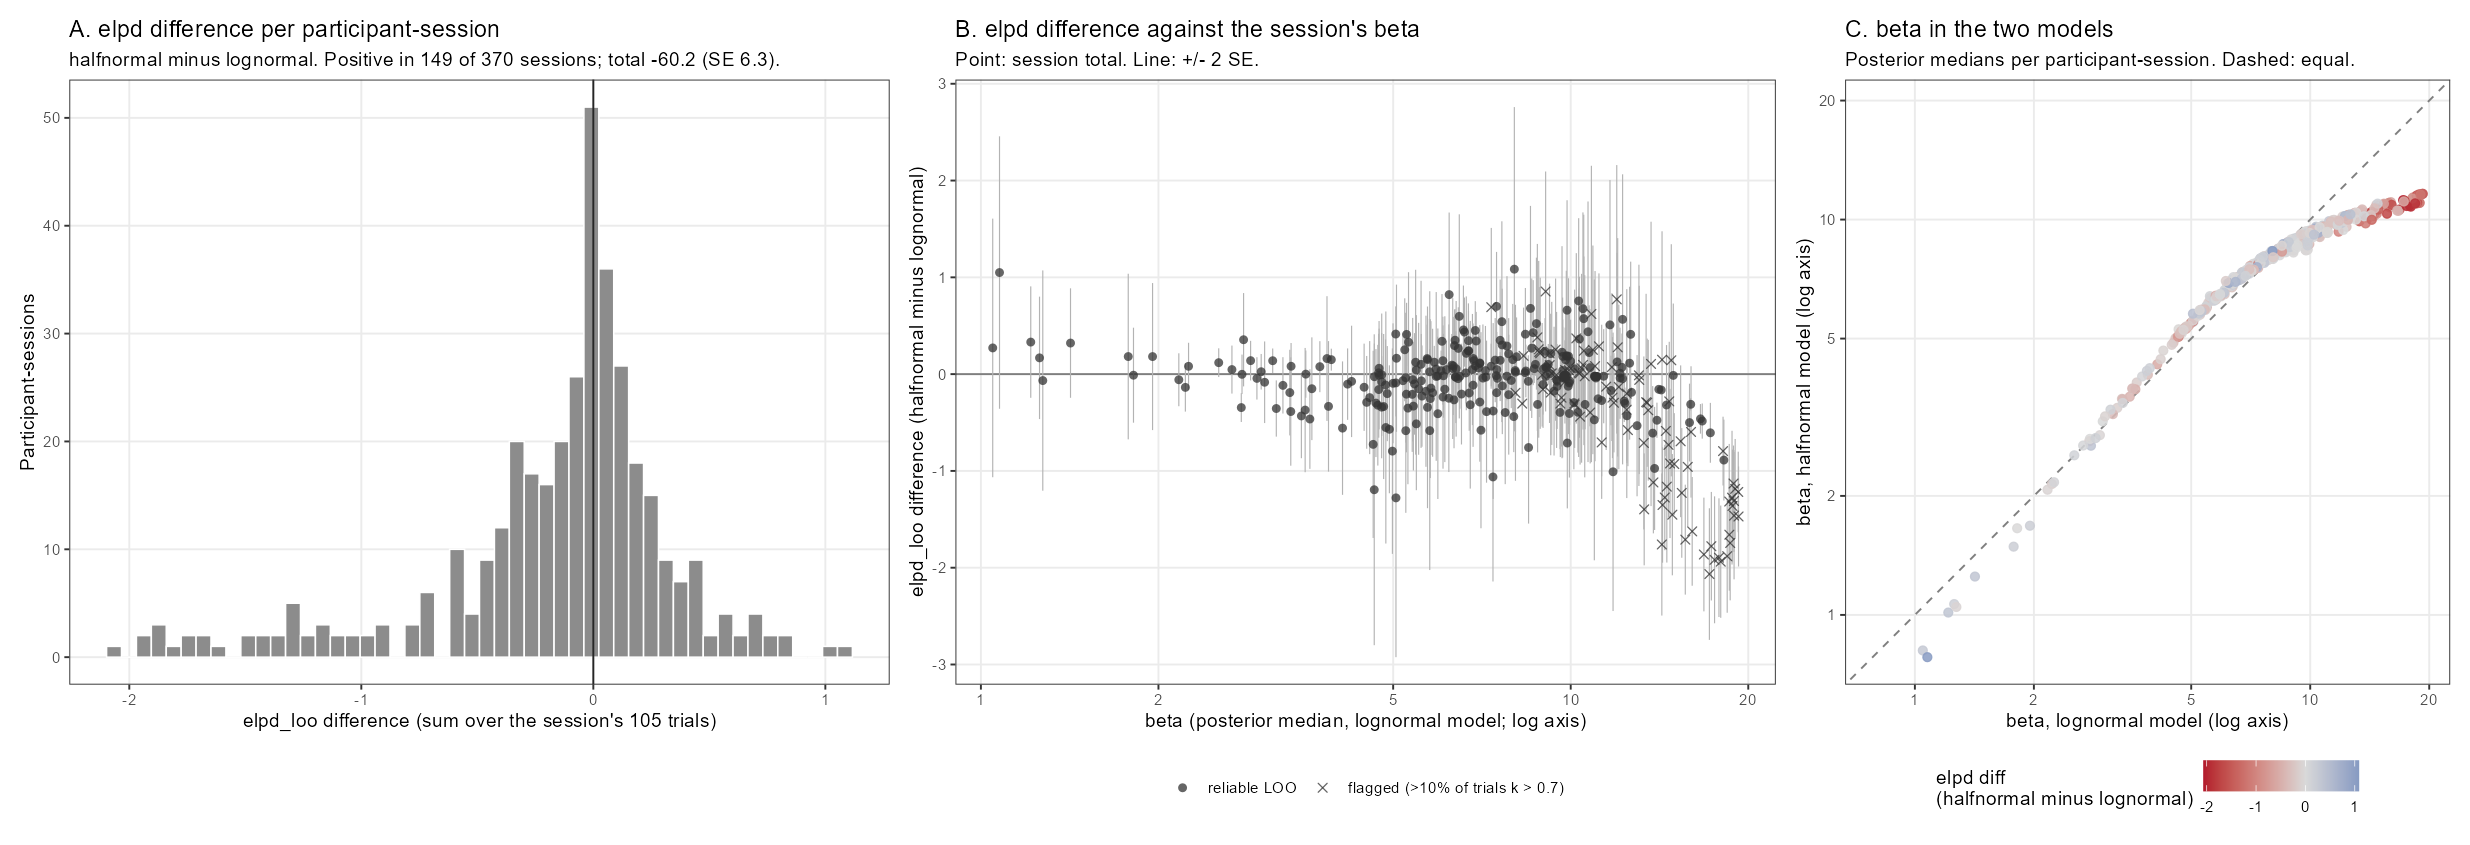 A. elpd difference per participant-session
halfnormal minus lognormal. Positive in 149 of 370 sessions; total -60.2 (SE 6.3).
Participant-sessions
50
40
30
20
10
0
-2
-1
0
1
elpd_loo difference (sum over the session's 105 trials)
B. elpd difference against the session's beta
Point: session total. Line: +/- 2 SE.
elpd_loo difference (halfnormal minus lognormal)
3
2
1
0
-1
-2
-3
1
2
5
10
20
beta (posterior median, lognormal model; log axis)
reliable LOO
flagged (>10% of trials k > 0.7)
C. beta in the two models
Posterior medians per participant-session. Dashed: equal.
beta, halfnormal model (log axis)
20
10
5
2
1
1
2
5
10
20
beta, lognormal model (log axis)
elpd diff
(halfnormal minus lognormal)
-2
-1
0
1